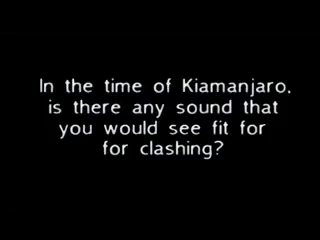 In the time of Kiamanjaro,
is there any sound that
you would see fit for
for clashing?